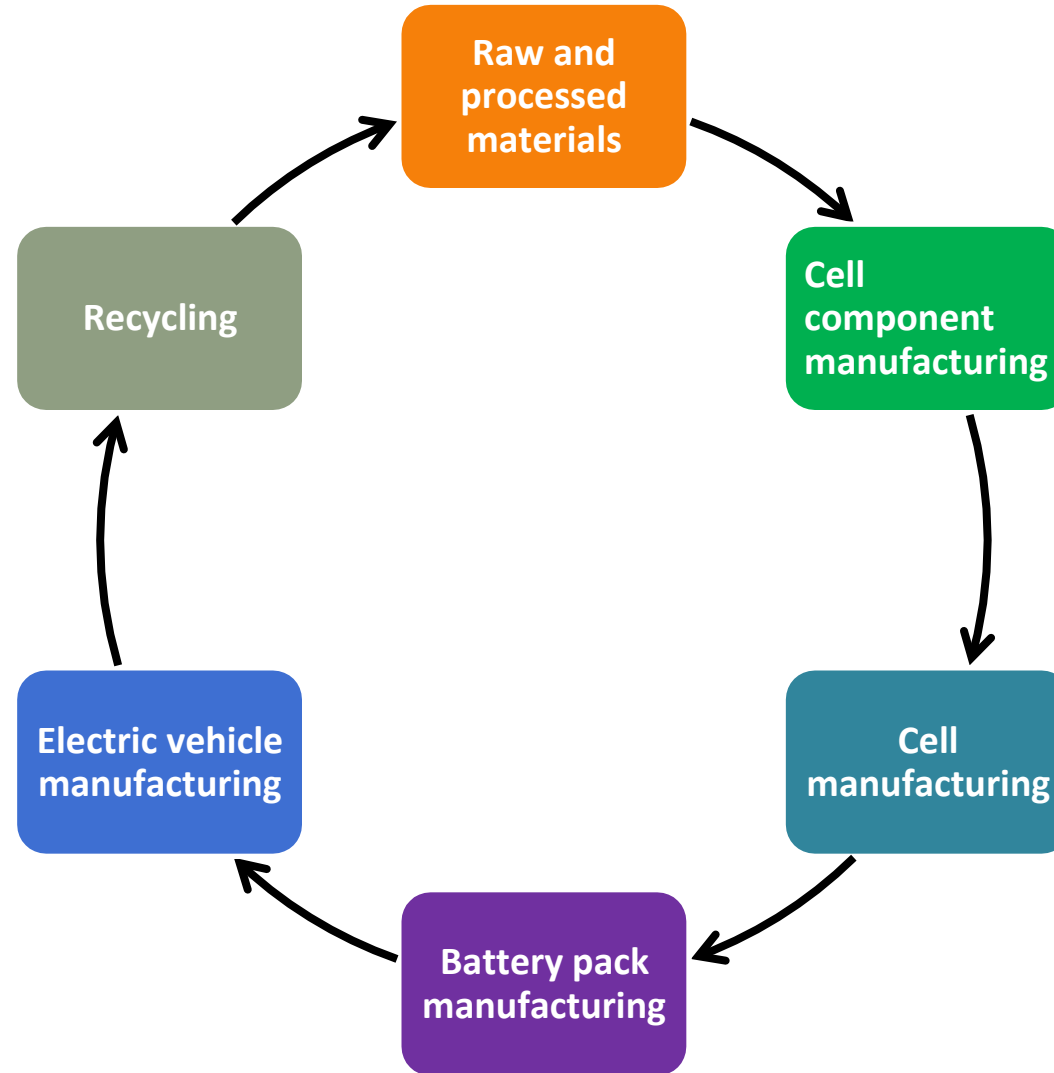 Raw and
processed
materials
Cell
component
manufacturing
Cell
manufacturing
Battery pack
manufacturing
Electric vehicle
manufacturing
Recycling